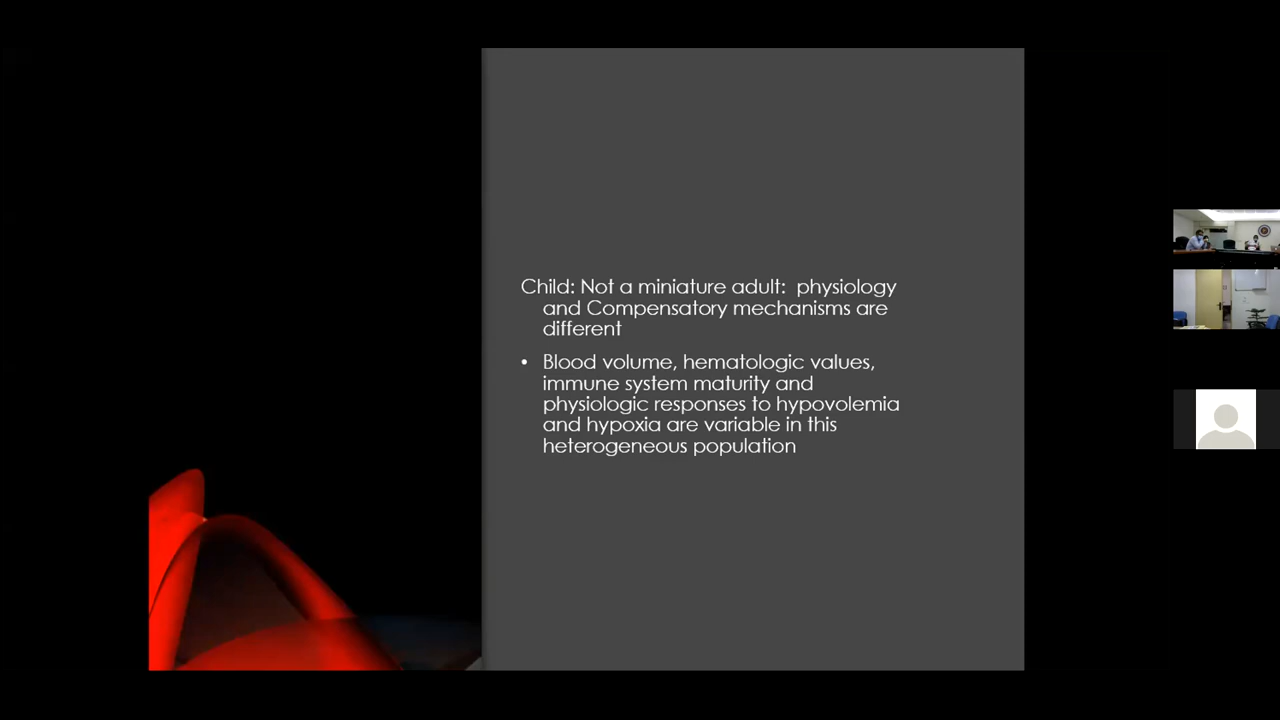 Child: Not a miniature adult: physiology
and Compensatory mechanisms are
different
• Blood volume, hematologic values,
immune system maturity and
physiologic responses to hypovolemia
and hypoxia are variable in this
heterogeneous population